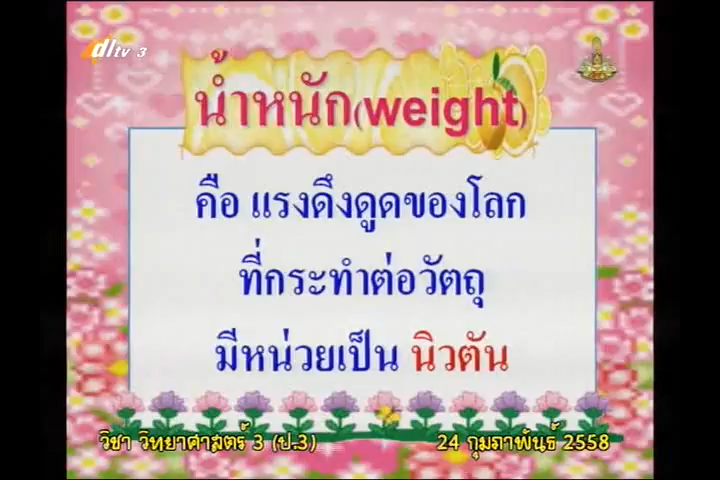 dltv 3
น้ำหนัก(weight)
คือ แรงดึงดูดของโลก
ที่กระทำต่อวัตถุ
มีหน่วยเป็น นิวตัน
วิชา วิทยาศาสตร์ 3 (ป.3) 24 กุมภาพันธ์ 2558